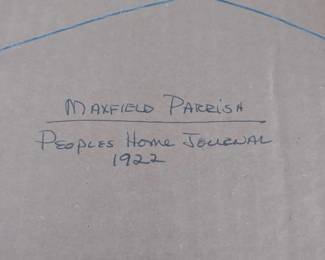 Maxfield Parrish
Peoples Home Journal
1922